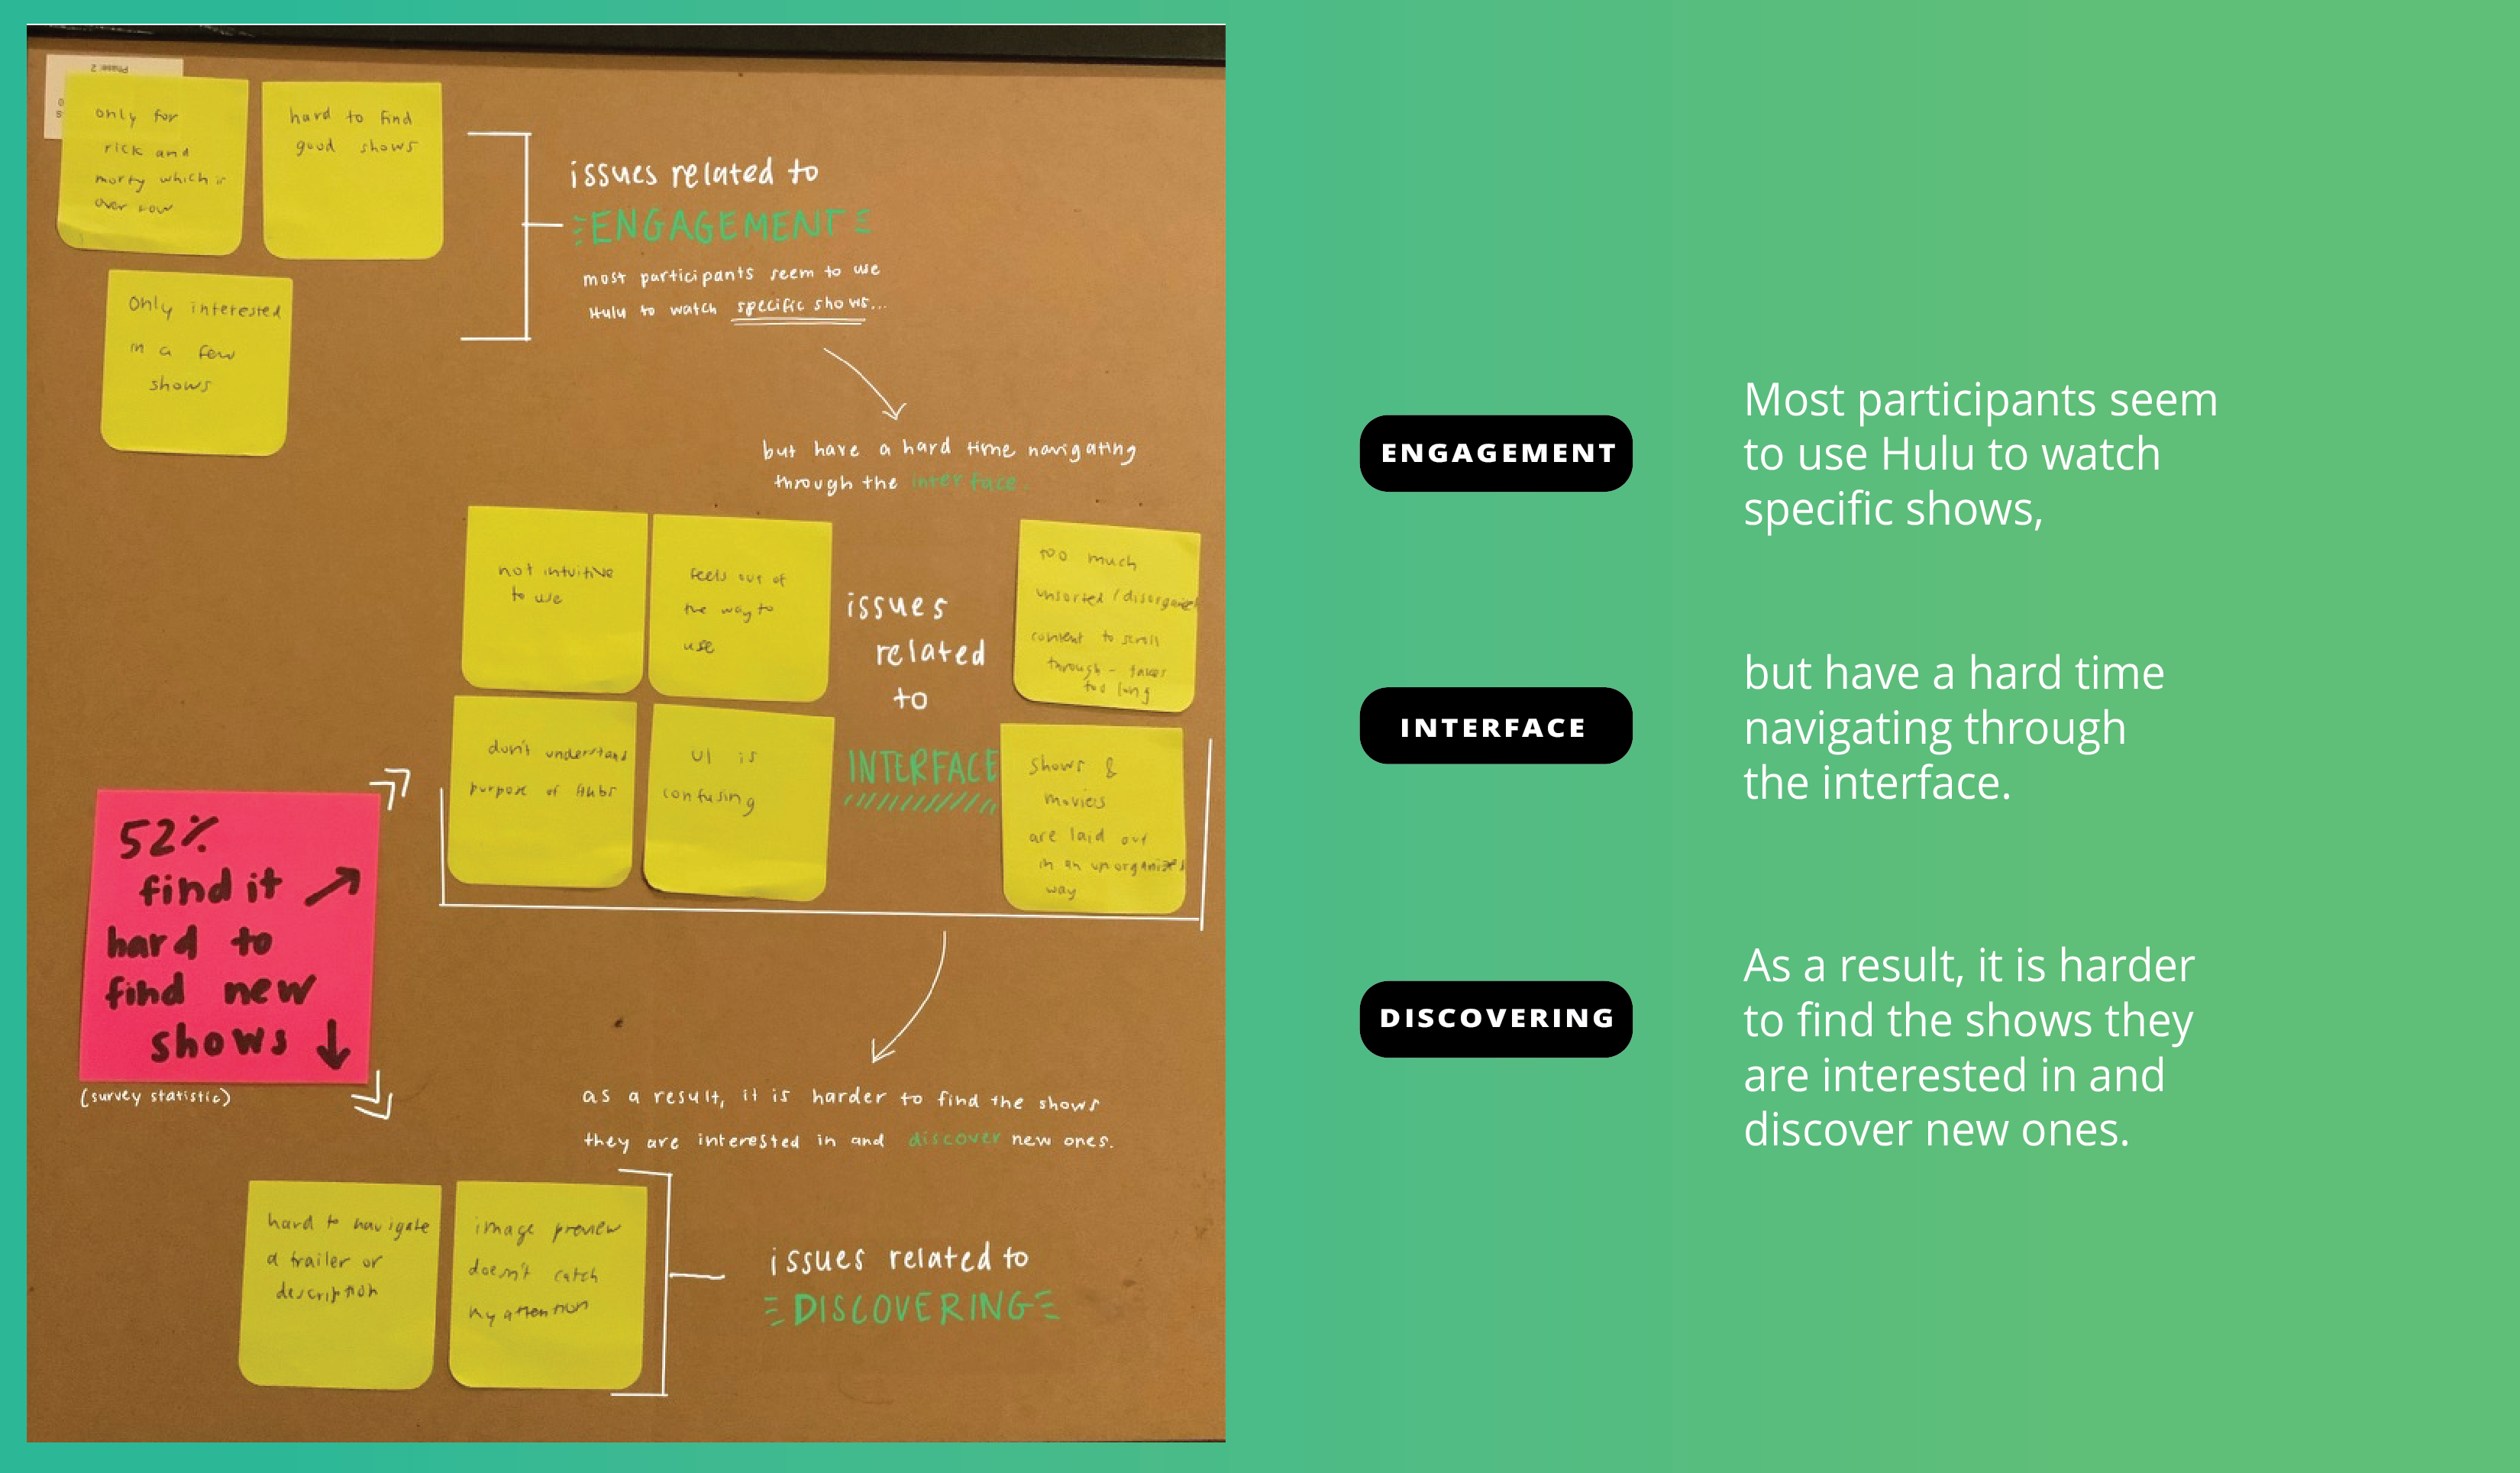 Phase 2
only for
rick and
morty which is
over now
hard to find
good shows
only interested
in a few
shows
issues related to
ENGAGEMENT
most participants seem to use
Hulu to watch specific shows...
but have a hard time navigating
through the interface.
not intuitive
to use
feels out of
the way to
use
don't understand
purpose of Hubs
UI is
confusing
issues
related
to
INTERFACE
too much
unsorted / disorganized
content to scroll
through - takes
too long
shows &
movies
are laid out
in an unorganized
way
52%
find it
hard to
find new
shows
(survey statistic)
as a result, it is harder to find the shows
they are interested in and discover new ones.
hard to navigate
a trailer or
description
image preview
doesn't catch
my attention
issues related to
DISCOVERING
ENGAGEMENT
Most participants seem
to use Hulu to watch
specific shows,
INTERFACE
but have a hard time
navigating through
the interface.
DISCOVERING
As a result, it is harder
to find the shows they
are interested in and
discover new ones.